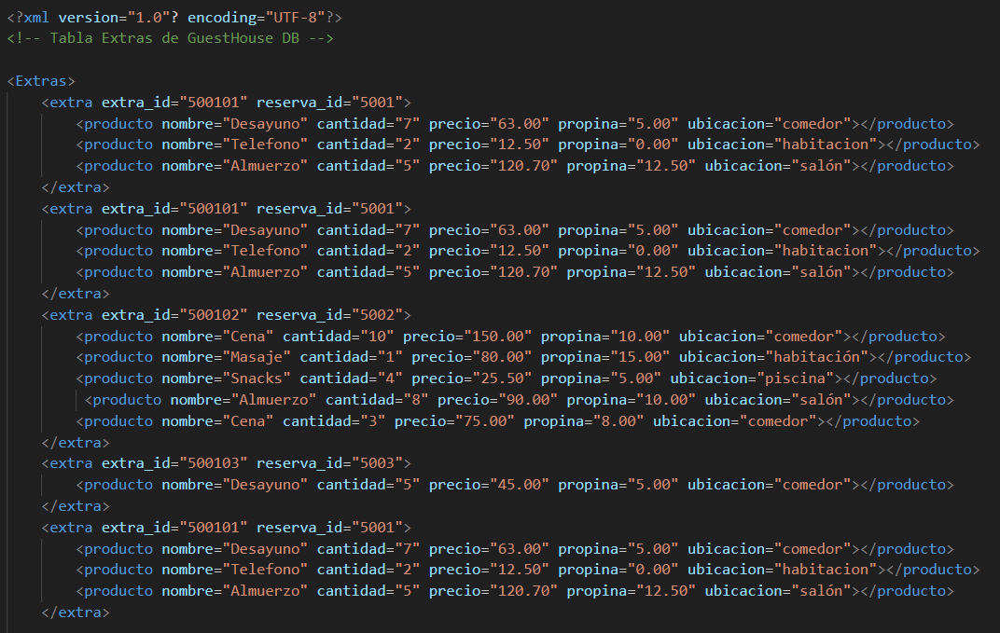 <?xml version="1.0"? encoding="UTF-8"?>
<!-- Tabla Extras de GuestHouse DB -->
<Extras>
<extra extra_id="500101" reserva_id="5001">
<producto nombre="Desayuno" cantidad="7" precio="63.00" propina="5.00" ubicacion="comedor"></producto>
<producto nombre="Telefono" cantidad="2" precio="12.50" propina="0.00" ubicacion="habitacion"></producto>
<producto nombre="Almuerzo" cantidad="5" precio="120.70" propina="12.50" ubicacion="salón"></producto>
</extra>
<extra extra_id="500101" reserva_id="5001">
<producto nombre="Desayuno" cantidad="7" precio="63.00" propina="5.00" ubicacion="comedor"></producto>
<producto nombre="Telefono" cantidad="2" precio="12.50" propina="0.00" ubicacion="habitacion"></producto>
<producto nombre="Almuerzo" cantidad="5" precio="120.70" propina="12.50" ubicacion="salón"></producto>
</extra>
<extra extra_id="500102" reserva_id="5002">
<producto nombre="Cena" cantidad="10" precio="150.00" propina="10.00" ubicacion="comedor"></producto>
<producto nombre="Masaje" cantidad="1" precio="80.00" propina="15.00" ubicacion="habitación"></producto>
<producto nombre="Snacks" cantidad="4" precio="25.50" propina="5.00" ubicacion="piscina"></producto>
<producto nombre="Almuerzo" cantidad="8" precio="90.00" propina="10.00" ubicacion="salón"></producto>
<producto nombre="Cena" cantidad="3" precio="75.00" propina="8.00" ubicacion="comedor"></producto>
</extra>
<extra extra_id="500103" reserva_id="5003">
<producto nombre="Desayuno" cantidad="5" precio="45.00" propina="5.00" ubicacion="comedor"></producto>
</extra>
<extra extra_id="500101" reserva_id="5001">
<producto nombre="Desayuno" cantidad="7" precio="63.00" propina="5.00" ubicacion="comedor"></producto>
<producto nombre="Telefono" cantidad="2" precio="12.50" propina="0.00" ubicacion="habitacion"></producto>
<producto nombre="Almuerzo" cantidad="5" precio="120.70" propina="12.50" ubicacion="salón"></producto>
</extra>